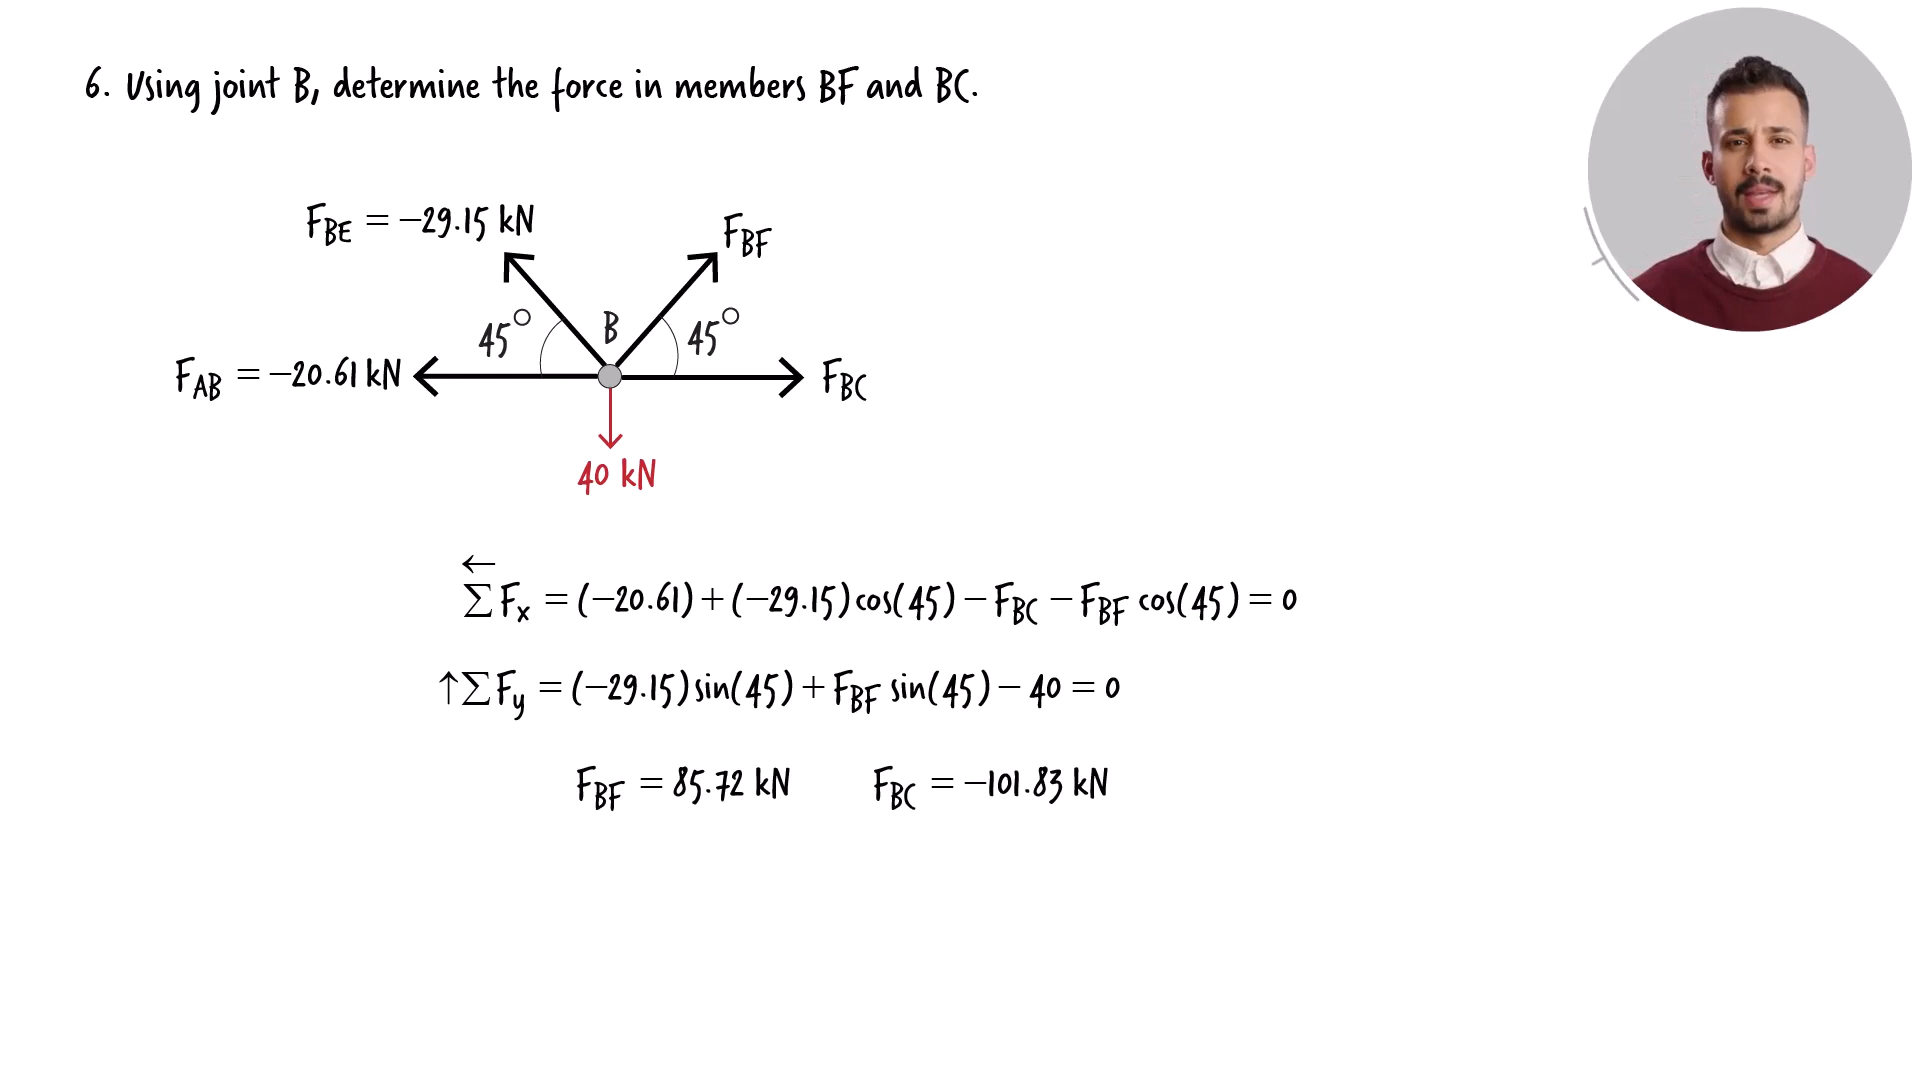 6. Using joint B, determine the force in members BF and BC.
F_BE = −29.15 kN
F_BF
45°
B
45°
F_AB = −20.61 kN
F_BC
40 kN
←
∑F_x = (−20.61) + (−29.15)cos(45) − F_BC − F_BF cos(45) = 0
↑∑F_y = (−29.15)sin(45) + F_BF sin(45) − 40 = 0
F_BF = 85.72 kN F_BC = −101.83 kN